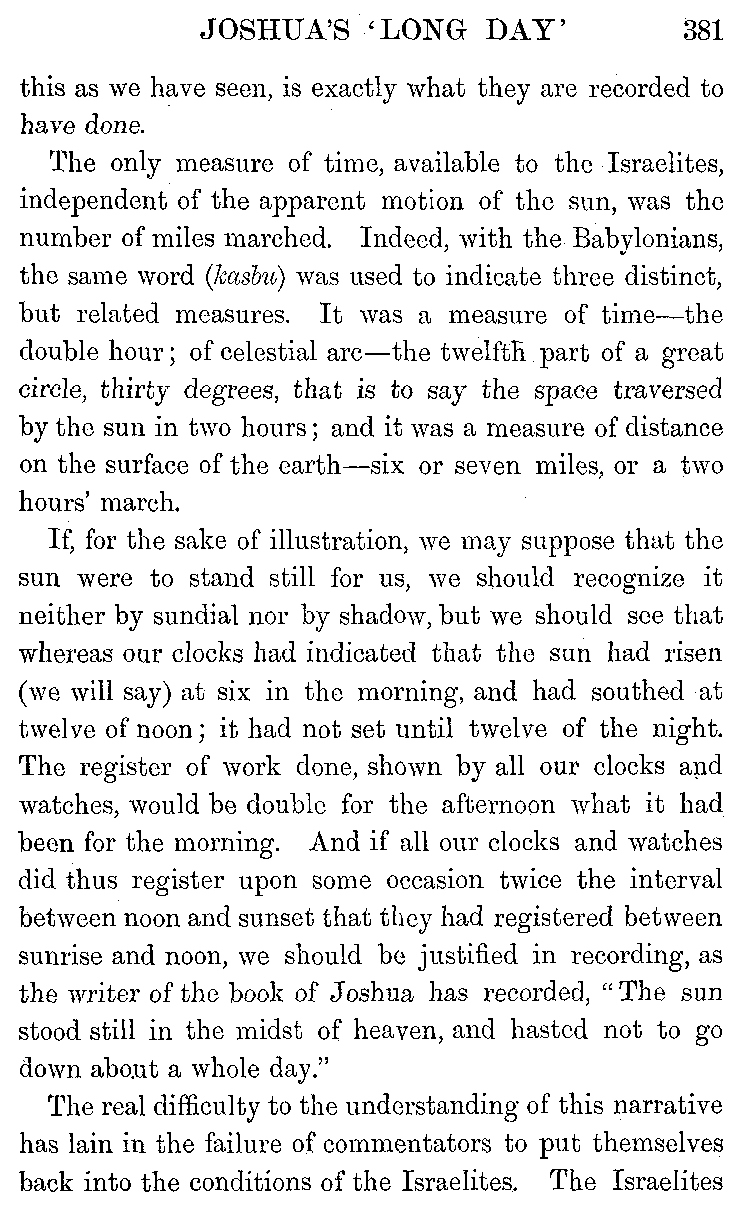 JOSHUA'S 'LONG DAY' 381
this as we have seen, is exactly what they are recorded to
have done.
The only measure of time, available to the Israelites,
independent of the apparent motion of the sun, was the
number of miles marched. Indeed, with the Babylonians,
the same word (kasbu) was used to indicate three distinct,
but related measures. It was a measure of time—the
double hour; of celestial arc—the twelfth part of a great
circle, thirty degrees, that is to say the space traversed
by the sun in two hours; and it was a measure of distance
on the surface of the earth—six or seven miles, or a two
hours' march.
If, for the sake of illustration, we may suppose that the
sun were to stand still for us, we should recognize it
neither by sundial nor by shadow, but we should see that
whereas our clocks had indicated that the sun had risen
(we will say) at six in the morning, and had southed at
twelve of noon; it had not set until twelve of the night.
The register of work done, shown by all our clocks and
watches, would be double for the afternoon what it had
been for the morning. And if all our clocks and watches
did thus register upon some occasion twice the interval
between noon and sunset that they had registered between
sunrise and noon, we should be justified in recording, as
the writer of the book of Joshua has recorded, "The sun
stood still in the midst of heaven, and hasted not to go
down about a whole day."
The real difficulty to the understanding of this narrative
has lain in the failure of commentators to put themselves
back into the conditions of the Israelites. The Israelites